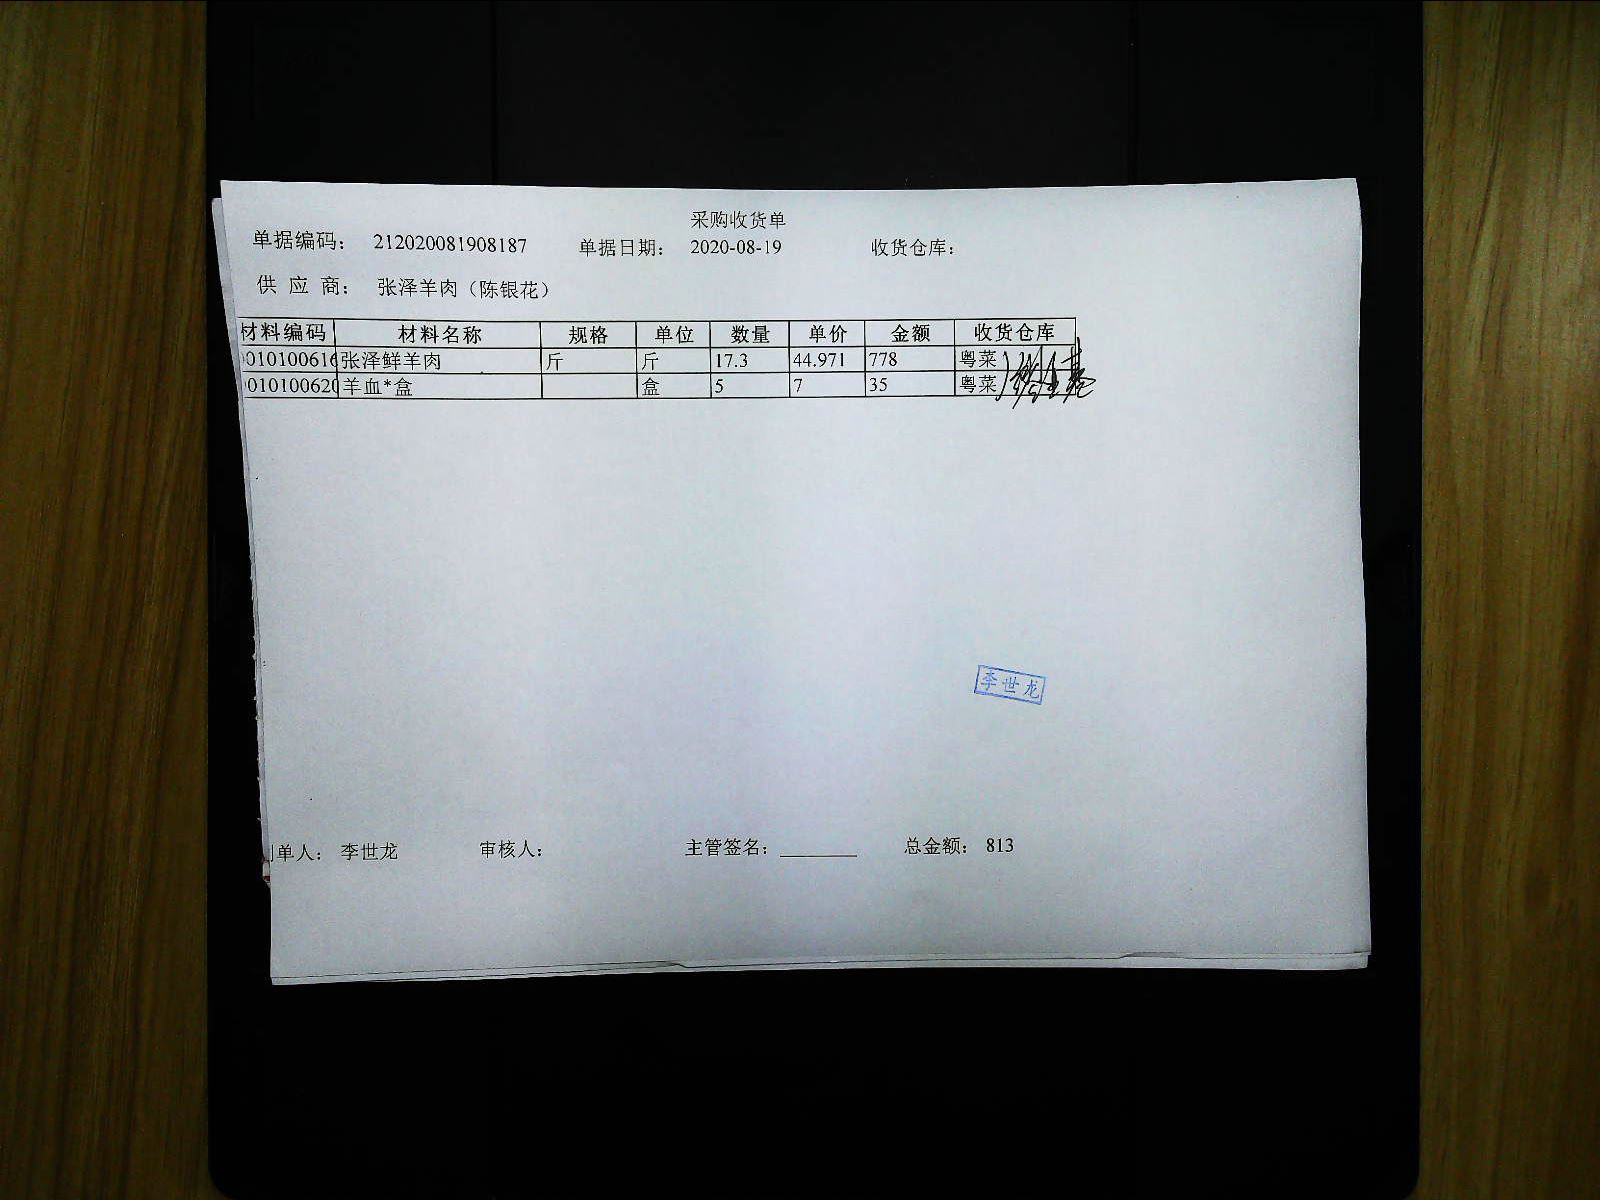 采购收货单
单据编码： 212020081908187 单据日期： 2020-08-19 收货仓库：
供 应 商： 张泽羊肉（陈银花）
材料编码 材料名称 规格 单位 数量 单价 金额 收货仓库
010100616 张泽鲜羊肉 斤 斤 17.3 44.971 778 粤菜
010100620 羊血*盒 盒 5 7 35 粤菜
李世龙
制单人： 李世龙 审核人： 主管签名： 总金额： 813